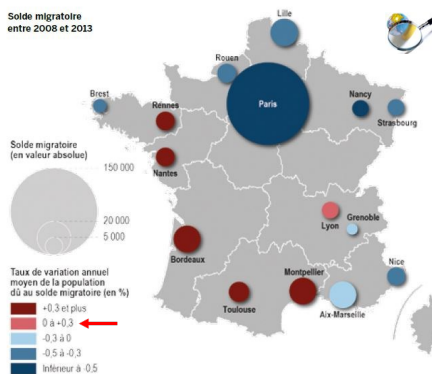 Solde migratoire
entre 2008 et 2013
Lille
Rouen
Brest
Rennes
Paris
Nancy
Strasbourg
Solde migratoire
(en valeur absolue)
150 000
20 000
5 000
Nantes
Lyon
Grenoble
Bordeaux
Nice
Montpellier
Toulouse
Aix-Marseille
Taux de variation annuel
moyen de la population
dû au solde migratoire (en %)
+0,3 et plus
0 à +0,3
-0,3 à 0
-0,5 à -0,3
Inférieur à -0,5